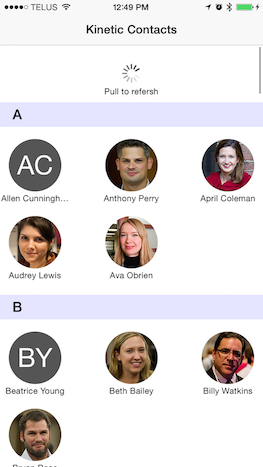 TELUS 12:49 PM
Kinetic Contacts
Pull to refersh
A
AC
Allen Cunningh... Anthony Perry April Coleman
Audrey Lewis Ava Obrien
B
BY
Beatrice Young Beth Bailey Billy Watkins